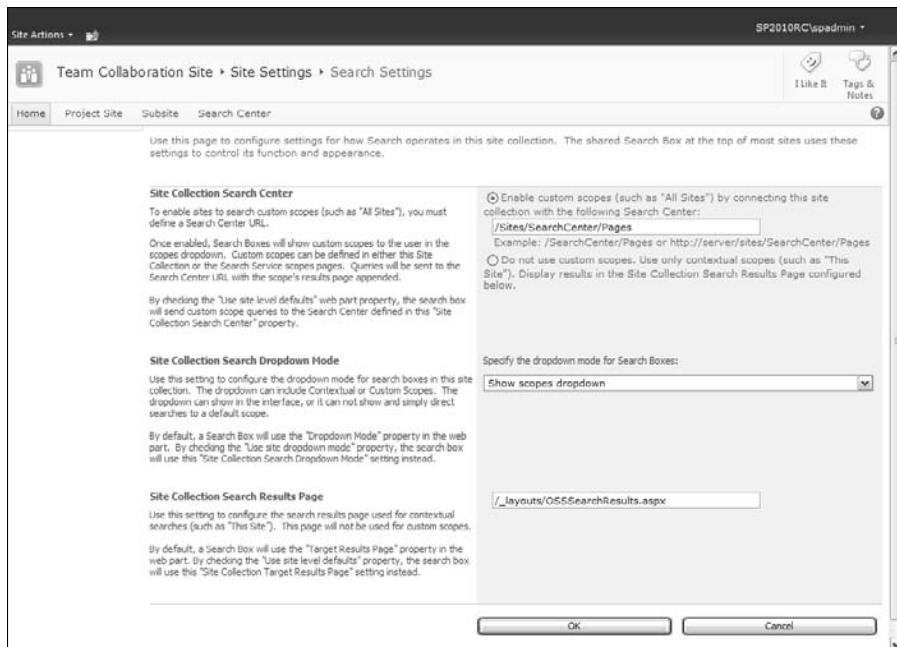 SP2010RC\spadmin
Site Actions
Team Collaboration Site ▸ Site Settings ▸ Search Settings
I Like It
Tags & Notes
Home Project Site Subsite Search Center
Use this page to configure settings for how Search operates in this site collection. The shared Search Box at the top of most sites uses these
settings to control its function and appearance.
Site Collection Search Center
To enable sites to search custom scopes (such as "All Sites"), you must
define a Search Center URL.
Once enabled, Search Boxes will show custom scopes to the user in the
scopes dropdown. Custom scopes can be defined in either this Site
Collection or the Search Service scopes pages. Queries will be sent to the
Search Center URL with the scope's results page appended.
By checking the "Use site level defaults" web part property, the search box
will send custom scope queries to the Search Center defined in this "Site
Collection Search Center" property.
Enable custom scopes (such as "All Sites") by connecting this site
collection with the following Search Center:
/Sites/SearchCenter/Pages
Example: /SearchCenter/Pages or http://server/sites/SearchCenter/Pages
Do not use custom scopes. Use only contextual scopes (such as "This
Site"). Display results in the Site Collection Search Results Page configured
below.
Site Collection Search Dropdown Mode
Use this setting to configure the dropdown mode for search boxes in this site
collection. The dropdown can include Contextual or Custom Scopes. The
dropdown can show in the interface, or it can not show and simply direct
searches to a default scope.
By default, a Search Box will use the "Dropdown Mode" property in the web
part. By checking the "Use site dropdown mode" property, the search box
will use this "Site Collection Search Dropdown Mode" setting instead.
Specify the dropdown mode for Search Boxes:
Show scopes dropdown
Site Collection Search Results Page
Use this setting to configure the search results page used for contextual
searches (such as "This Site"). This page will not be used for custom scopes.
By default, a Search Box will use the "Target Results Page" property in the
web part. By checking the "Use site level defaults" property, the search box
will use this "Site Collection Target Results Page" setting instead.
/_layouts/OSSSearchResults.aspx
OK Cancel